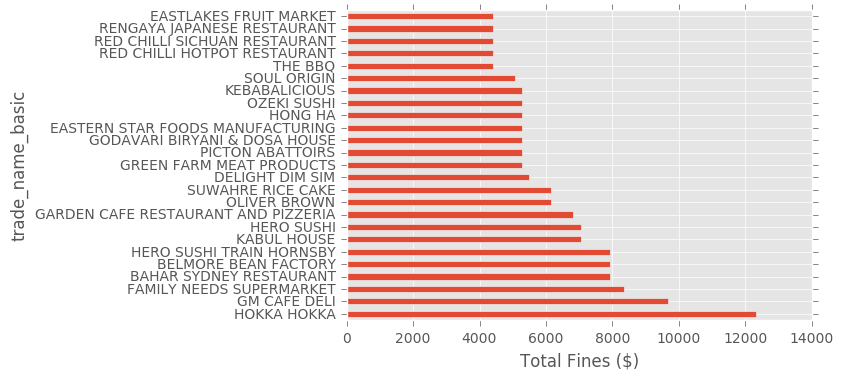 EASTLAKES FRUIT MARKET
RENGAYA JAPANESE RESTAURANT
RED CHILLI SICHUAN RESTAURANT
RED CHILLI HOTPOT RESTAURANT
THE BBQ
SOUL ORIGIN
KEBABALICIOUS
OZEKI SUSHI
HONG HA
EASTERN STAR FOODS MANUFACTURING
GODAVARI BIRYANI & DOSA HOUSE
PICTON ABATTOIRS
GREEN FARM MEAT PRODUCTS
DELIGHT DIM SIM
SUWAHRE RICE CAKE
OLIVER BROWN
GARDEN CAFE RESTAURANT AND PIZZERIA
HERO SUSHI
KABUL HOUSE
HERO SUSHI TRAIN HORNSBY
BELMORE BEAN FACTORY
BAHAR SYDNEY RESTAURANT
FAMILY NEEDS SUPERMARKET
GM CAFE DELI
HOKKA HOKKA
trade_name_basic
0 2000 4000 6000 8000 10000 12000 14000
Total Fines ($)